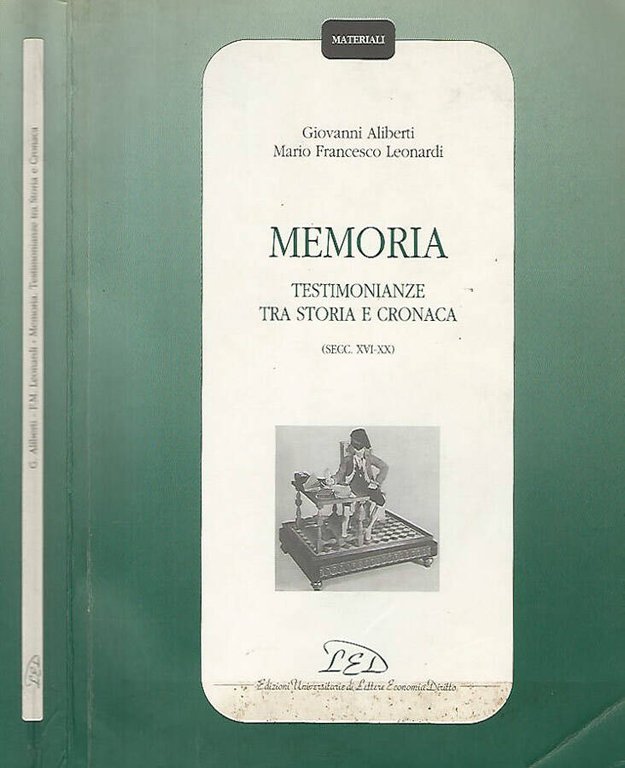 G. Aliberti - F.M. Leonardi - Memoria. Testimonianze tra Storia e Cronaca
LED
MATERIALI
Giovanni Aliberti
Mario Francesco Leonardi
MEMORIA
TESTIMONIANZE
TRA STORIA E CRONACA
(SECC. XVI-XX)
LED
Edizioni Universitarie di Lettere Economia Diritto